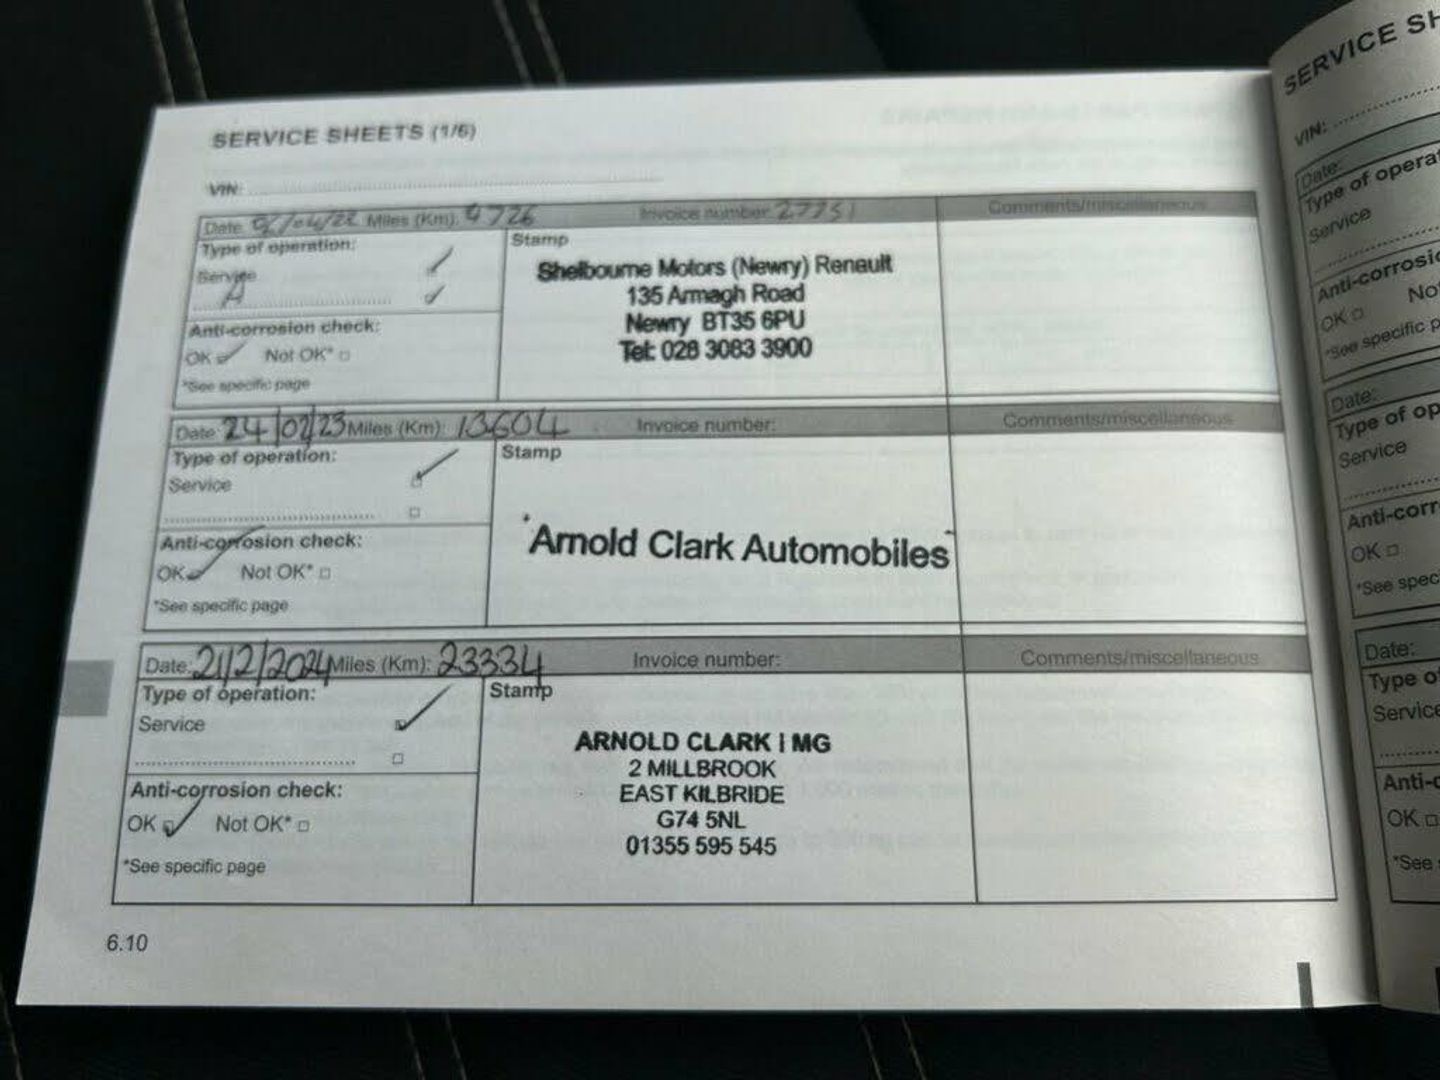 SERVICE SHEETS (1/6)
VIN:
Date: Miles (Km): 9726 Invoice number: 27751 Comments/miscellaneous
Type of operation:
Service
A
Anti-corrosion check:
OK Not OK*
*See specific page
Stamp
Shelbourne Motors (Newry) Renault
135 Armagh Road
Newry BT35 6PU
Tel: 028 3083 3900
Date: 24/02/23 Miles (Km): 13604 Invoice number: Comments/miscellaneous
Type of operation:
Service
Anti-corrosion check:
OK Not OK*
*See specific page
Stamp
Arnold Clark Automobiles
Date: 21/2/2024 Miles (Km): 23334 Invoice number: Comments/miscellaneous
Type of operation:
Service
Anti-corrosion check:
OK Not OK*
*See specific page
Stamp
ARNOLD CLARK | MG
2 MILLBROOK
EAST KILBRIDE
G74 5NL
01355 595 545
6.10
SERVICE SH
VIN:
Date:
Type of opera
Service
Anti-corrosic
OK No
*See specific p
Date:
Type of op
Service
Anti-corr
OK
*See spec
Date:
Type o
Service
Anti-c
OK
*See